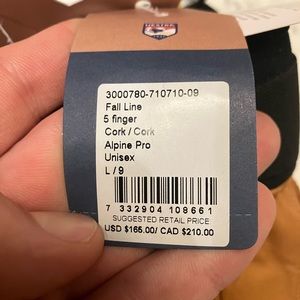 HESTRA
3000780-710710-09
Fall Line
5 finger
Cork / Cork
Alpine Pro
Unisex
L / 9
7 332904 108661
SUGGESTED RETAIL PRICE
USD $165.00/ CAD $210.00